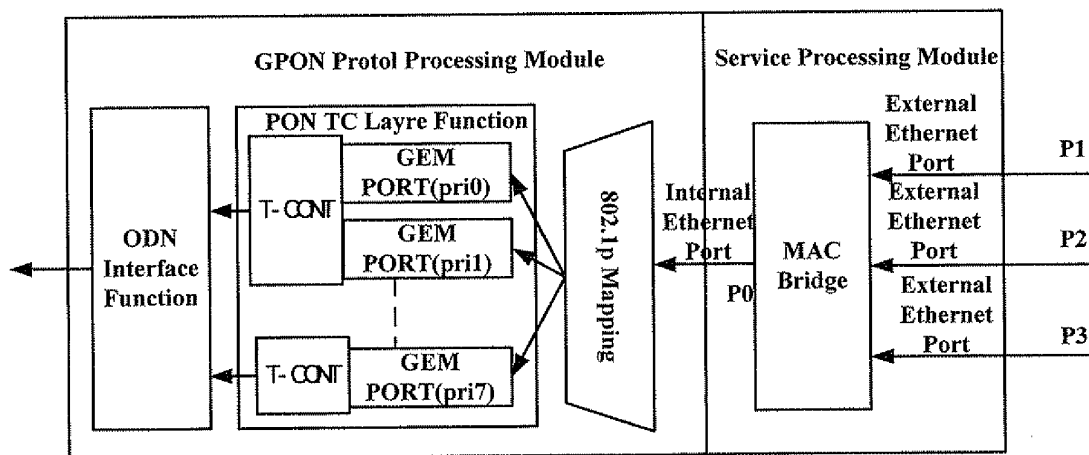 GPON Protol Processing Module
Service Processing Module
PON TC Layre Function
GEM
PORT(pri0)
GEM
PORT(pri1)
GEM
PORT(pri7)
T-CONT
T-CONT
ODN
Interface
Function
802.1p Mapping
Internal
Ethernet
Port
P0
MAC
Bridge
External
Ethernet
Port
P1
External
Ethernet
Port
P2
External
Ethernet
Port
P3